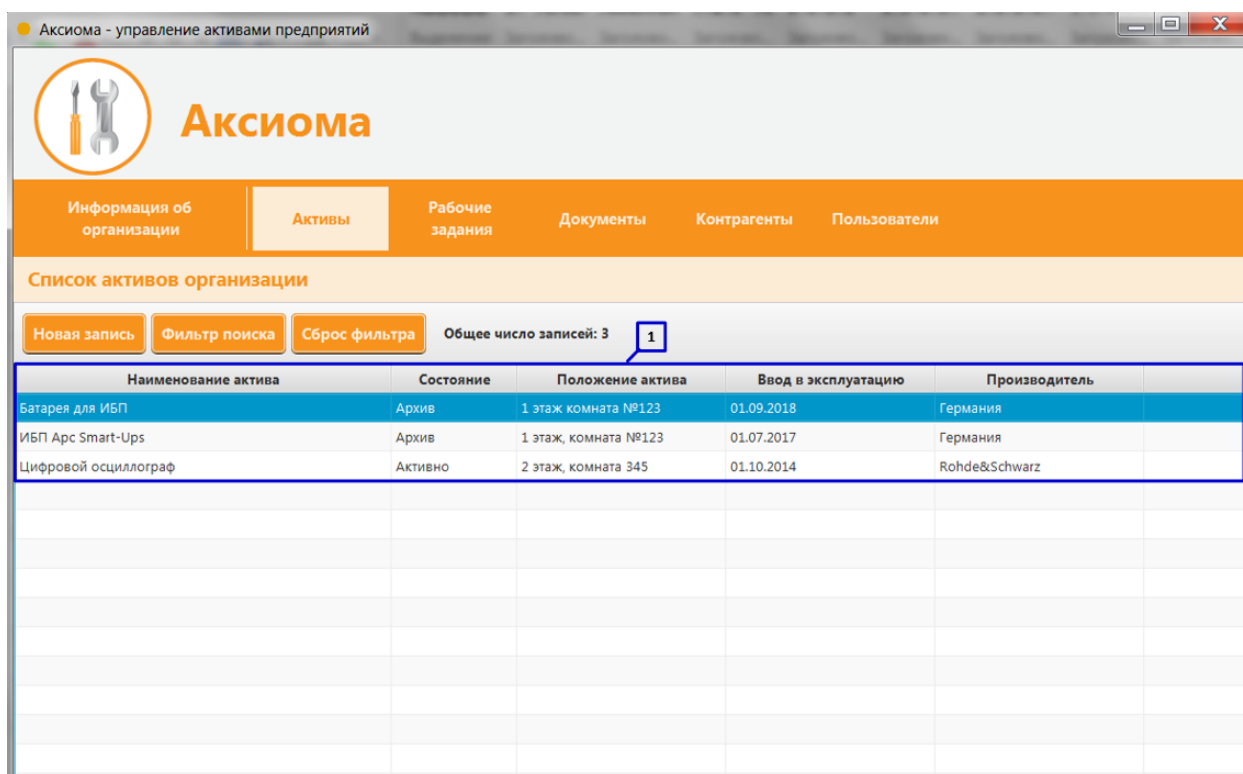 Аксиома - управление активами предприятий
Аксиома
Информация об организации
Активы
Рабочие задания
Документы
Контрагенты
Пользователи
Список активов организации
Новая запись Фильтр поиска Сброс фильтра Общее число записей: 3 1
Наименование актива Состояние Положение актива Ввод в эксплуатацию Производитель
Батарея для ИБП Архив 1 этаж комната №123 01.09.2018 Германия
ИБП Apc Smart-Ups Архив 1 этаж, комната №123 01.07.2017 Германия
Цифровой осциллограф Активно 2 этаж, комната 345 01.10.2014 Rohde&Schwarz